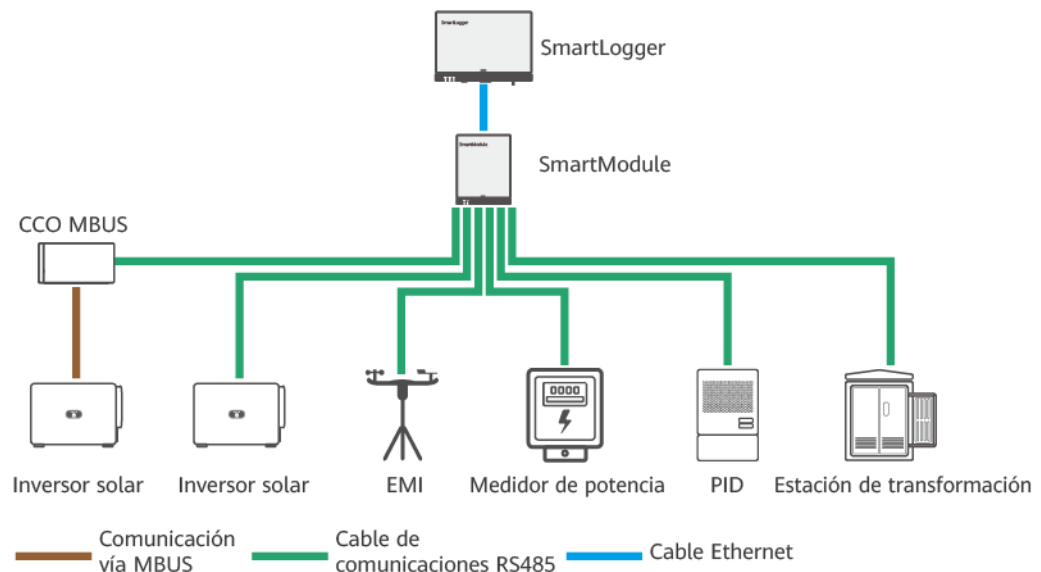 SmartLogger
SmartLogger
SmartModule
SmartModule
CCO MBUS
Inversor solar
Inversor solar
EMI
Medidor de potencia
PID
Estación de transformación
Comunicación
vía MBUS
Cable de
comunicaciones RS485
Cable Ethernet